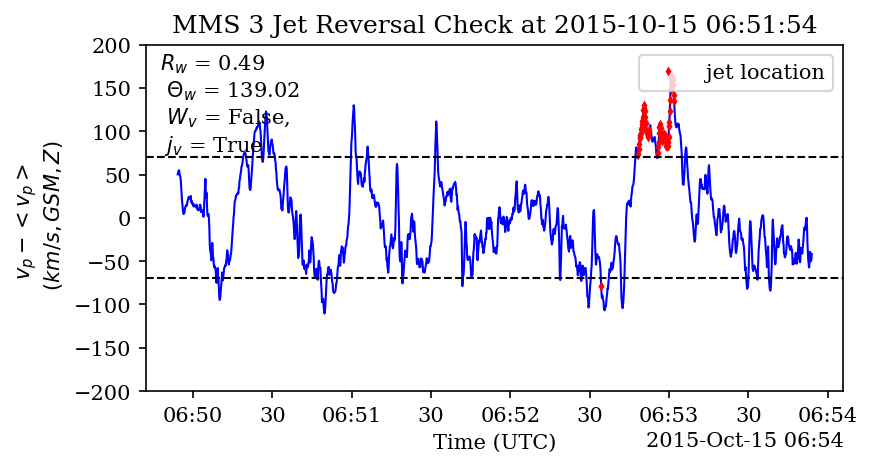 MMS 3 Jet Reversal Check at 2015-10-15 06:51:54
200
150
100
50
0
−50
−100
−150
−200
v_p − < v_p >
(km/s, GSM, Z)
R_w = 0.49
Θ_w = 139.02
W_v = False,
j_v = True
jet location
06:50 30 06:51 30 06:52 30 06:53 30 06:54
Time (UTC)
2015-Oct-15 06:54